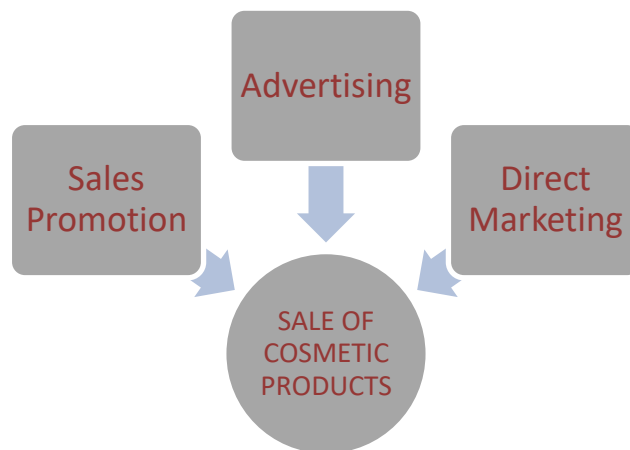 Advertising
Sales
Promotion
Direct
Marketing
SALE OF
COSMETIC
PRODUCTS